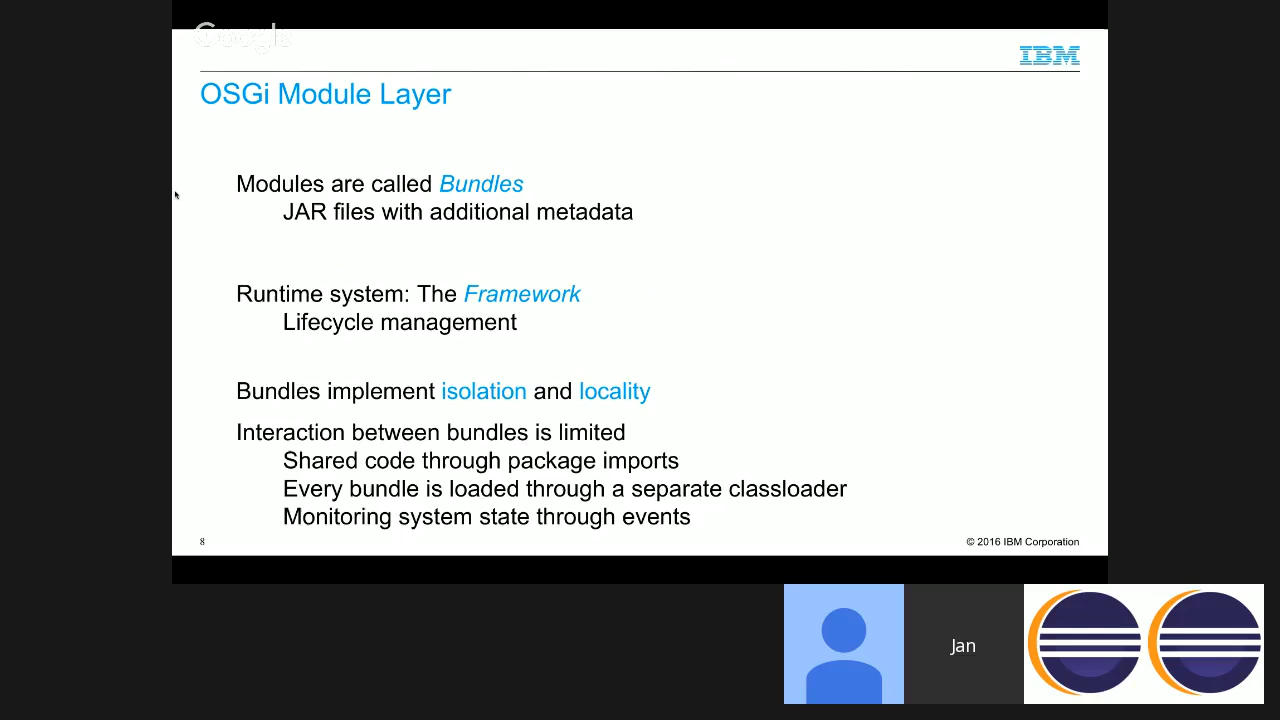 Google
IBM
OSGi Module Layer
Modules are called Bundles
JAR files with additional metadata
Runtime system: The Framework
Lifecycle management
Bundles implement isolation and locality
Interaction between bundles is limited
Shared code through package imports
Every bundle is loaded through a separate classloader
Monitoring system state through events
8
© 2016 IBM Corporation
Jan